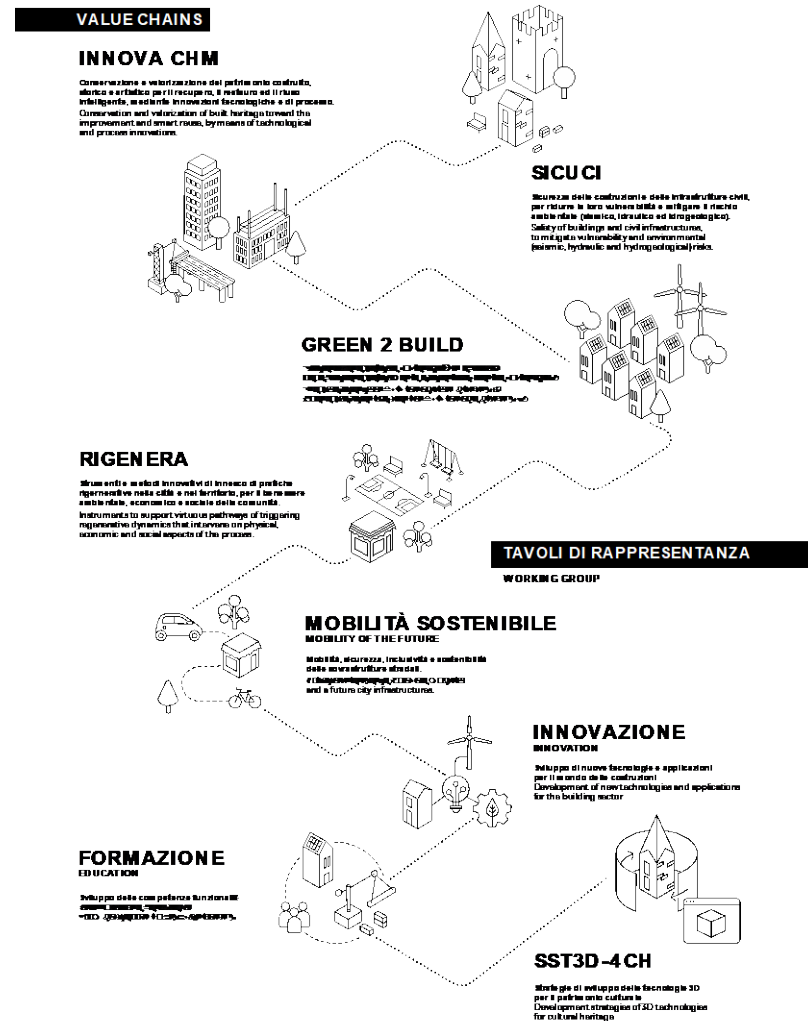 VALUE CHAINS
INNOVA CHM
Conservazione e valorizzazione del patrimonio costruito,
storico e artistico per il recupero, il restauro ed il riuso
intelligente, mediante innovazioni tecnologiche e di processo.
Conservation and valorization of built heritage toward the
improvement and smart reuse, by means of technological
and process innovations.
SICUCI
Sicurezza delle costruzioni e delle infrastrutture civili,
per ridurre la loro vulnerabilità e mitigare il rischio
ambientale (sismico, idraulico ed idrogeologico).
Safety of buildings and civil infrastructures,
to mitigate vulnerability and environmental
(seismic, hydraulic and hydrogeological) risks.
GREEN 2 BUILD
RIGENERA
Strumenti e metodi innovativi di innesco di pratiche
rigenerative nella città e nel territorio, per il benessere
ambientale, economico e sociale della comunità.
Instruments to support virtuous pathways of triggering
regenerative dynamics that intervene on physical,
economic and social aspects of the process.
TAVOLI DI RAPPRESENTANZA
WORKING GROUP
MOBILITÀ SOSTENIBILE
MOBILITY OF THE FUTURE
Mobilità, sicurezza, inclusività e sostenibilità
delle sovrastrutture stradali.
and a future city infrastructures.
INNOVAZIONE
INNOVATION
Sviluppo di nuove tecnologie e applicazioni
per il mondo delle costruzioni
Development of new technologies and applications
for the building sector
FORMAZIONE
EDUCATION
Sviluppo delle competenze funzionali
SST3D-4CH
Strategie di sviluppo delle tecnologie 3D
per il patrimonio culturale
Development strategies of 3D technologies
for cultural heritage